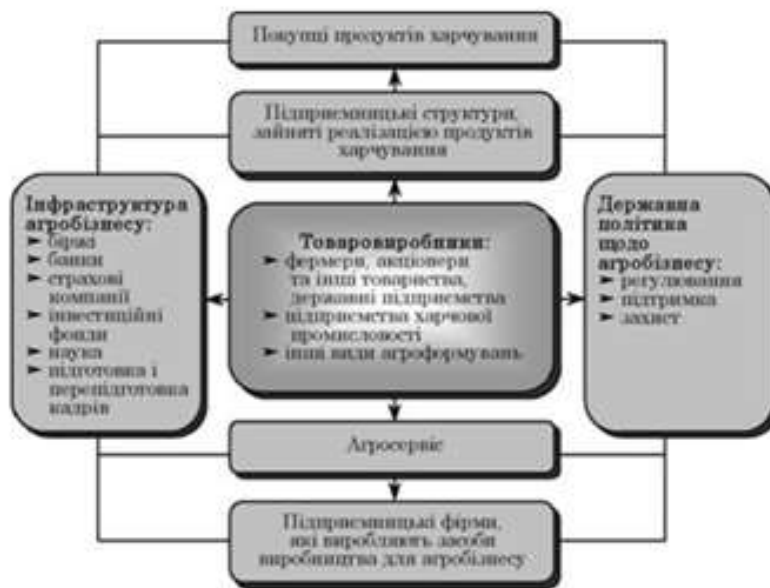 Покупці продуктів харчування
Підприємницькі структури,
зайняті реалізацією продуктів
харчування
Інфраструктура
агробізнесу:
➤ біржі
➤ банки
➤ страхові
компанії
➤ інвестиційні
фонди
➤ наука
➤ підготовка і
перепідготовка
кадрів
Товаровиробники:
➤ фермери, акціонери
та інші товариства,
державні підприємства
➤ підприємства харчової
промисловості
➤ інші види агроформувань
Державна
політика
щодо
агробізнесу:
➤ регулювання
➤ підтримка
➤ захист
Агросервіс
Підприємницькі фірми,
які виробляють засоби
виробництва для агробізнесу